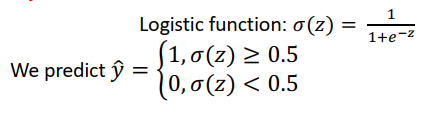 Logistic function: σ(z) = 1/(1+e^{-z})
We predict ŷ = {1, σ(z) ≥ 0.5
{0, σ(z) < 0.5